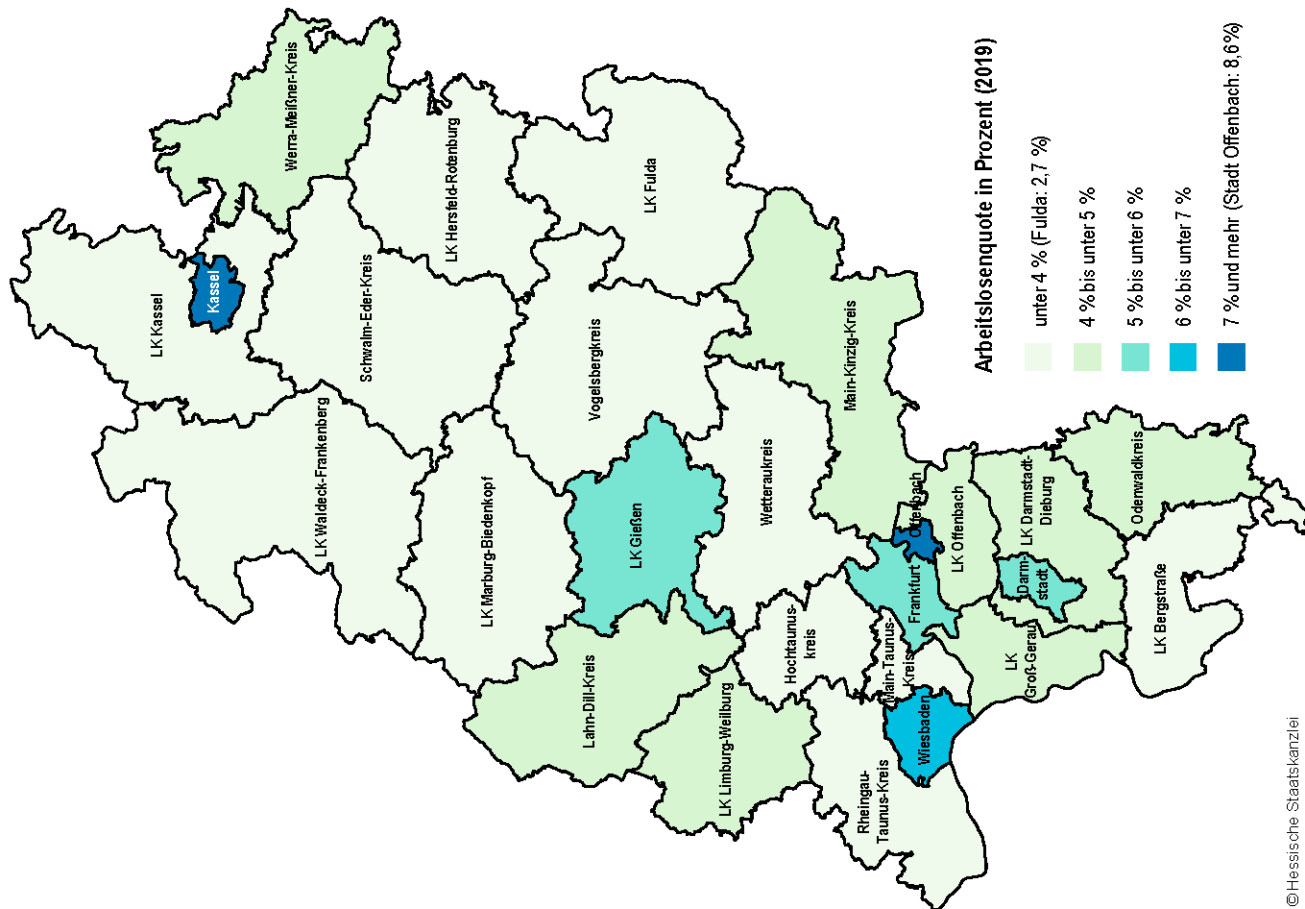 LK Kassel
Kassel
Werra-Meißner-Kreis
LK Waldeck-Frankenberg
Schwalm-Eder-Kreis
LK Hersfeld-Rotenburg
LK Marburg-Biedenkopf
Vogelsbergkreis
LK Fulda
Lahn-Dill-Kreis
LK Gießen
LK Limburg-Weilburg
Wetteraukreis
Hochtaunus-
kreis
Main-Kinzig-Kreis
Rheingau-
Taunus-Kreis
Main-Taunus-
Kreis
Wiesbaden
Frankfurt
Offenbach
LK Offenbach
LK
Groß-Gerau
Darm-
stadt
LK Darmstadt-
Dieburg
Odenwaldkreis
LK Bergstraße
Arbeitslosenquote in Prozent (2019)
unter 4 % (Fulda: 2,7 %)
4 % bis unter 5 %
5 % bis unter 6 %
6 % bis unter 7 %
7 % und mehr (Stadt Offenbach: 8,6%)
© Hessische Staatskanzlei